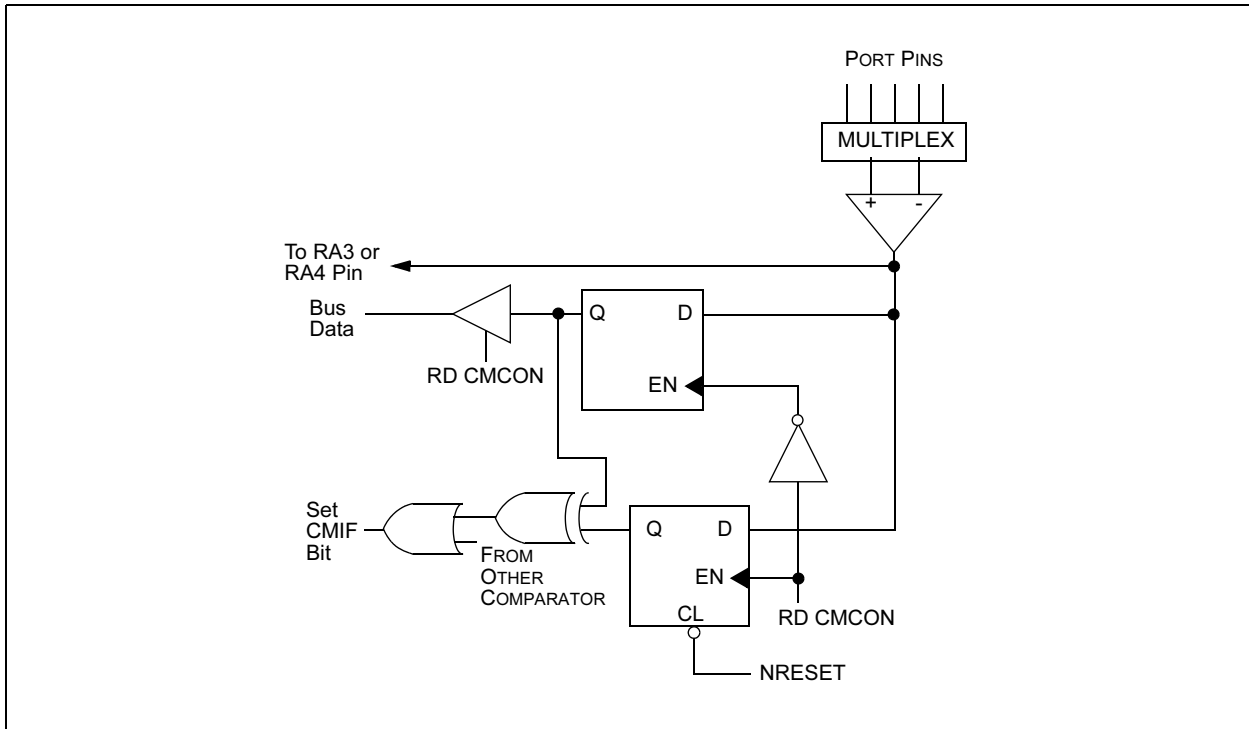 PORT PINS
MULTIPLEX
+ -
To RA3 or
RA4 Pin
Bus
Data
Q D
EN
RD CMCON
Set
CMIF
Bit
FROM
OTHER
COMPARATOR
Q D
EN
CL
RD CMCON
NRESET